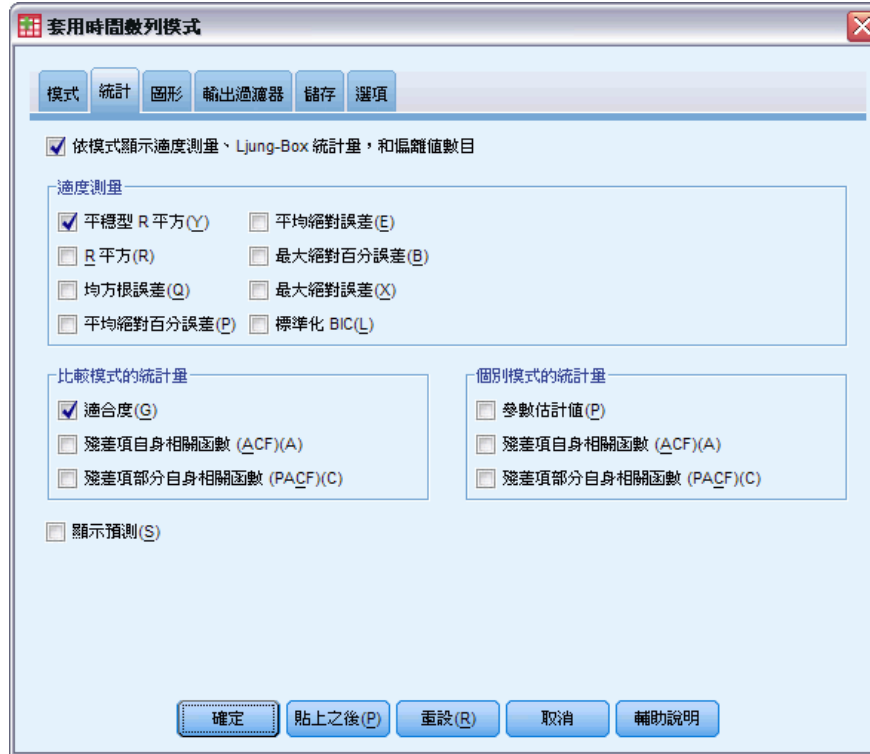 套用時間數列模式
模式 統計 圖形 輸出過濾器 儲存 選項
依模式顯示適度測量、Ljung-Box 統計量，和偏離值數目
適度測量
平穩型 R 平方(Y) 平均絕對誤差(E)
R 平方(R) 最大絕對百分誤差(B)
均方根誤差(Q) 最大絕對誤差(X)
平均絕對百分誤差(P) 標準化 BIC(L)
比較模式的統計量
適合度(G)
殘差項自身相關函數 (ACF)(A)
殘差項部分自身相關函數 (PACF)(C)
個別模式的統計量
參數估計值(P)
殘差項自身相關函數 (ACF)(A)
殘差項部分自身相關函數 (PACF)(C)
顯示預測(S)
確定 貼上之後(P) 重設(R) 取消 輔助說明